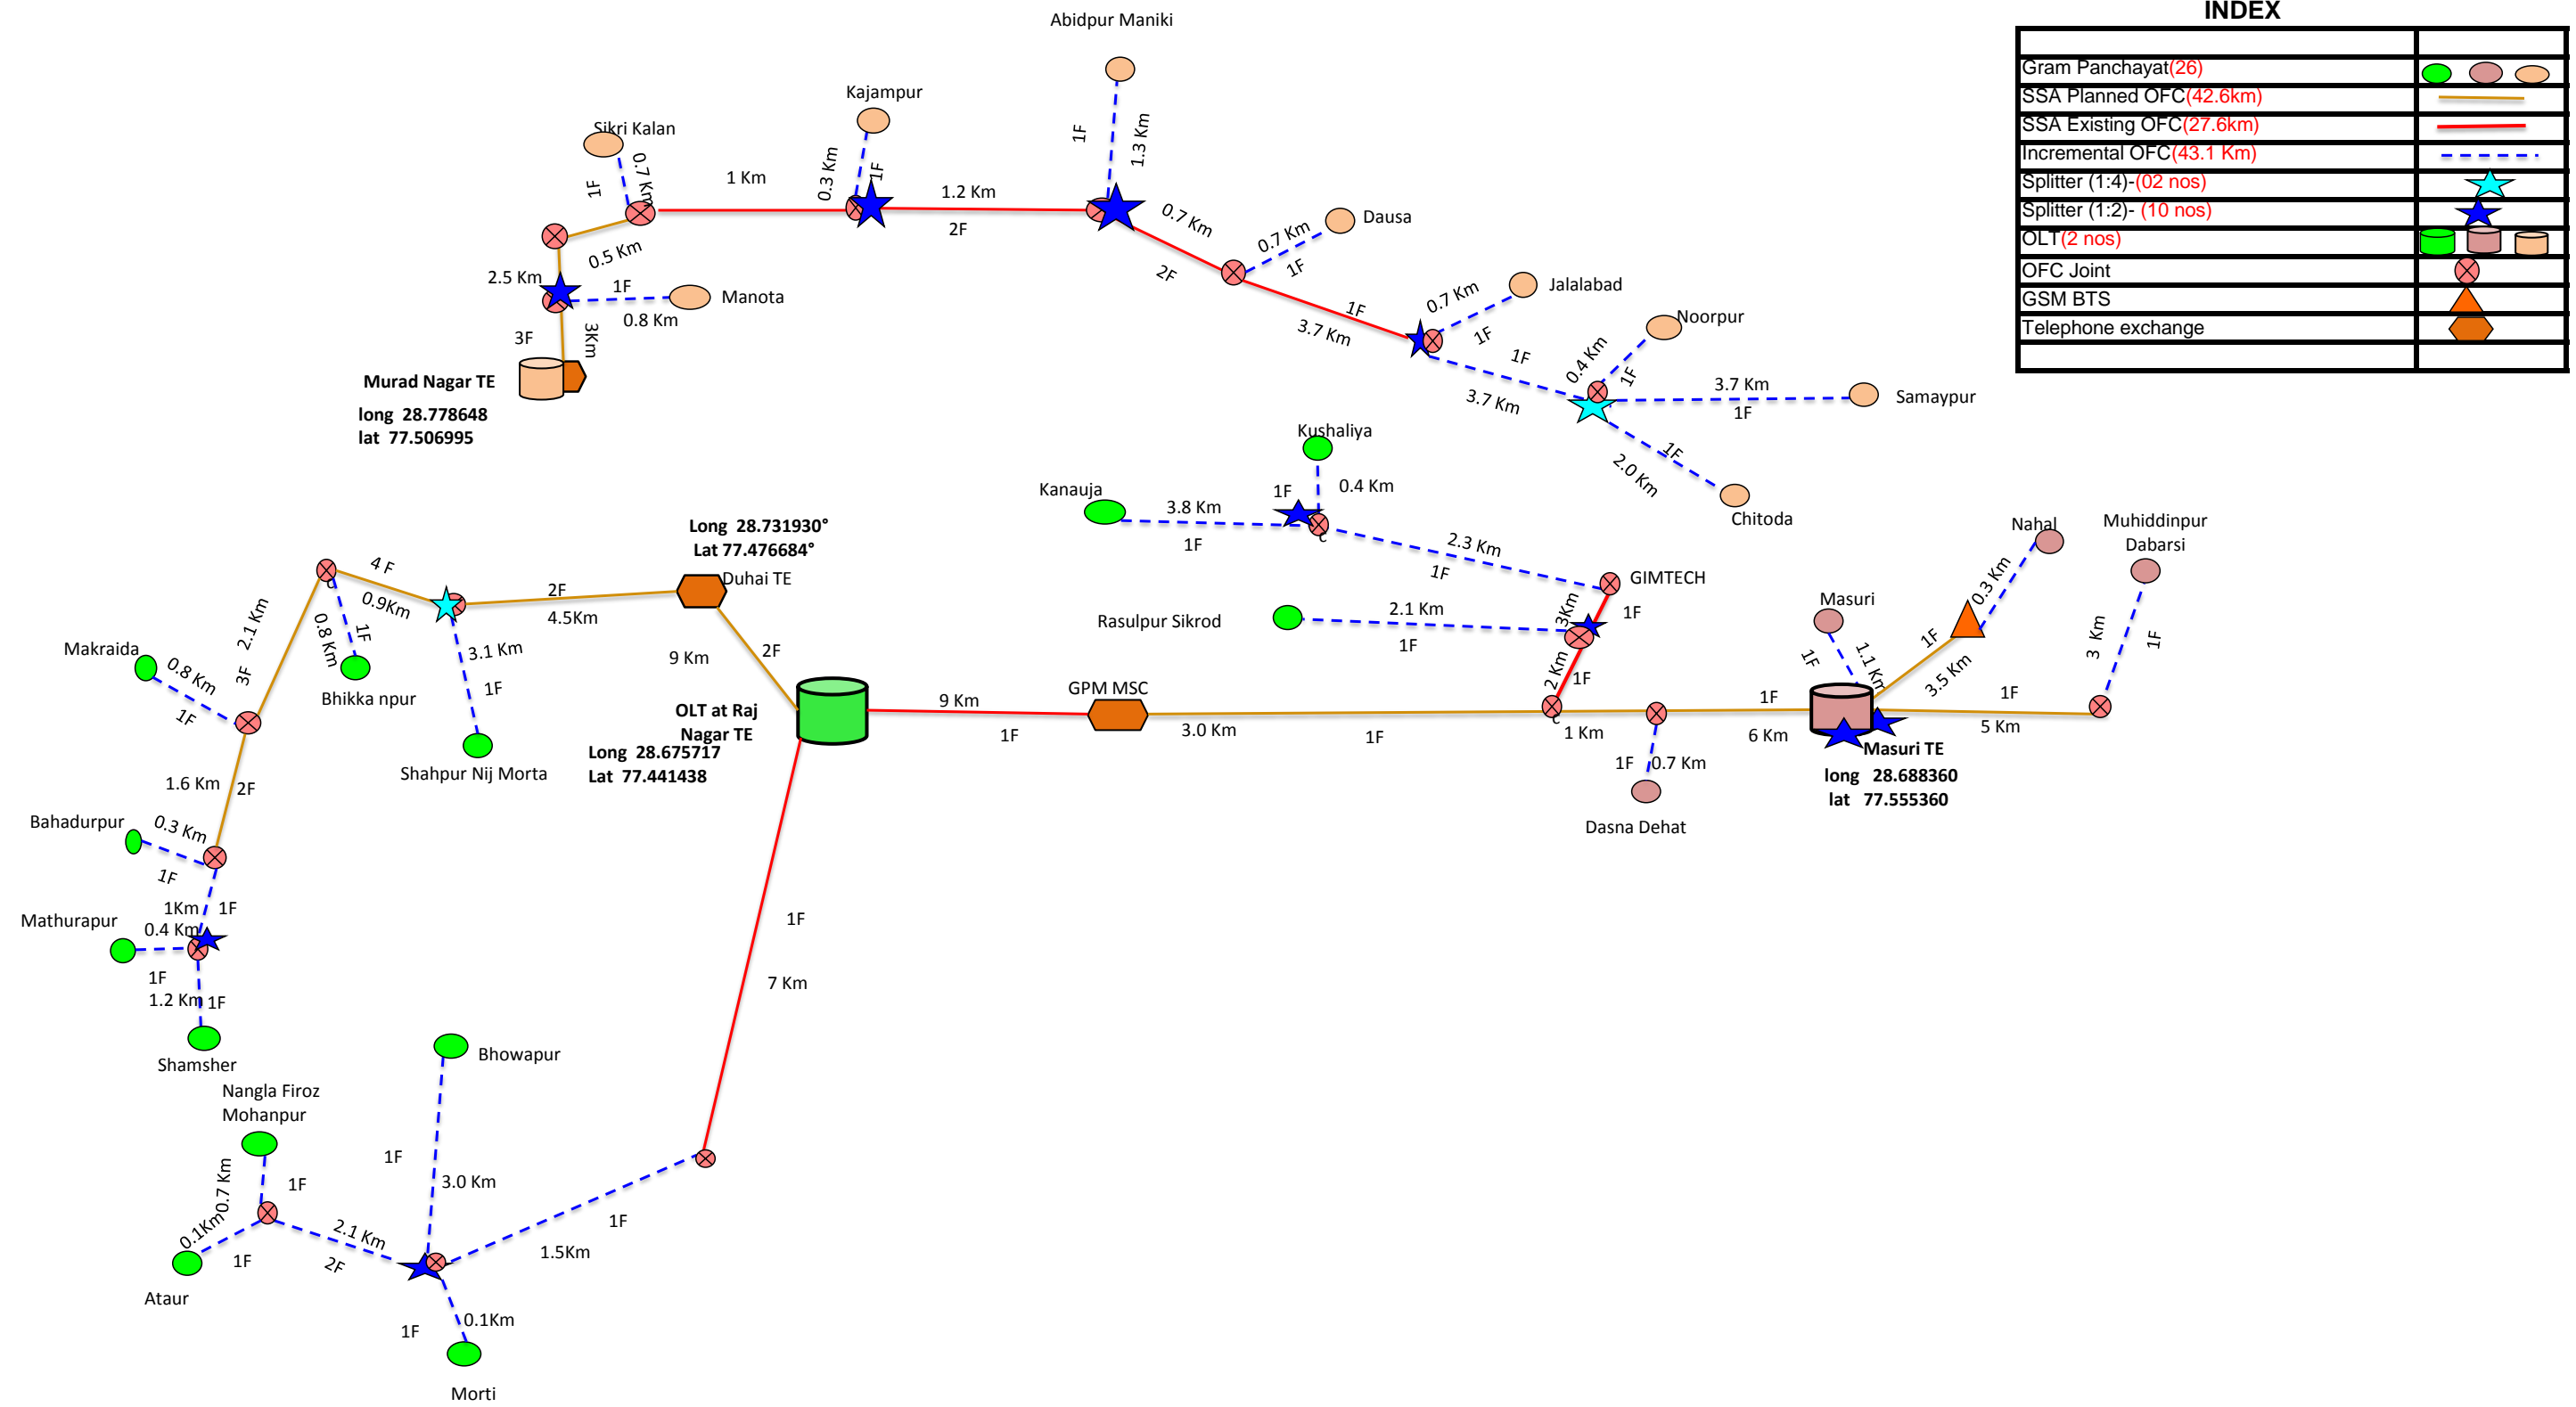 INDEX
Gram Panchayat(26)
SSA Planned OFC(42.6km)
SSA Existing OFC(27.6km)
Incremental OFC(43.1 Km)
Splitter (1:4)-(02 nos)
Splitter (1:2)- (10 nos)
OLT(2 nos)
OFC Joint
GSM BTS
Telephone exchange
Abidpur Maniki
1F
1.3 Km
Kajampur
0.3 Km
1F
Sikri Kalan
1F
0.7 Km
1 Km
1.2 Km
2F
0.5 Km
2.5 Km
1F
0.8 Km
Manota
3F
3Km
Murad Nagar TE
long 28.778648
lat 77.506995
0.7 Km
2F
0.7 Km
1F
Dausa
1F
3.7 Km
0.7 Km
1F
Jalalabad
1F
3.7 Km
0.4 Km
1F
Noorpur
3.7 Km
1F
Samaypur
1F
2.0 Km
Chitoda
Kushaliya
1F
0.4 Km
Kanauja
3.8 Km
1F
c
2.3 Km
1F
GIMTECH
3Km
1F
Rasulpur Sikrod
2.1 Km
1F
2 Km
1F
c
Long 28.731930°
Lat 77.476684°
Duhai TE
2F
4.5Km
9 Km
2F
4 F
0.9Km
c
0.8 Km
1F
Bhikka npur
3.1 Km
1F
Shahpur Nij Morta
2.1 Km
3F
Makraida
0.8 Km
1F
1.6 Km
2F
Bahadurpur
0.3 Km
1F
1Km
1F
Mathurapur
0.4 Km
1F
1.2 Km
1F
Shamsher
OLT at Raj
Nagar TE
Long 28.675717
Lat 77.441438
9 Km
1F
GPM MSC
3.0 Km
1F
1 Km
1F
0.7 Km
Dasna Dehat
1F
6 Km
Masuri
1F
1.1 Km
Masuri TE
long 28.688360
lat 77.555360
1F
3.5 Km
0.3 Km
Nahal
Muhiddinpur
Dabarsi
3 Km
1F
1F
5 Km
1F
7 Km
1F
1.5Km
Bhowapur
1F
3.0 Km
Nangla Firoz
Mohanpur
0.7 Km
1F
0.1Km
1F
Ataur
2.1 Km
2F
1F
0.1Km
Morti